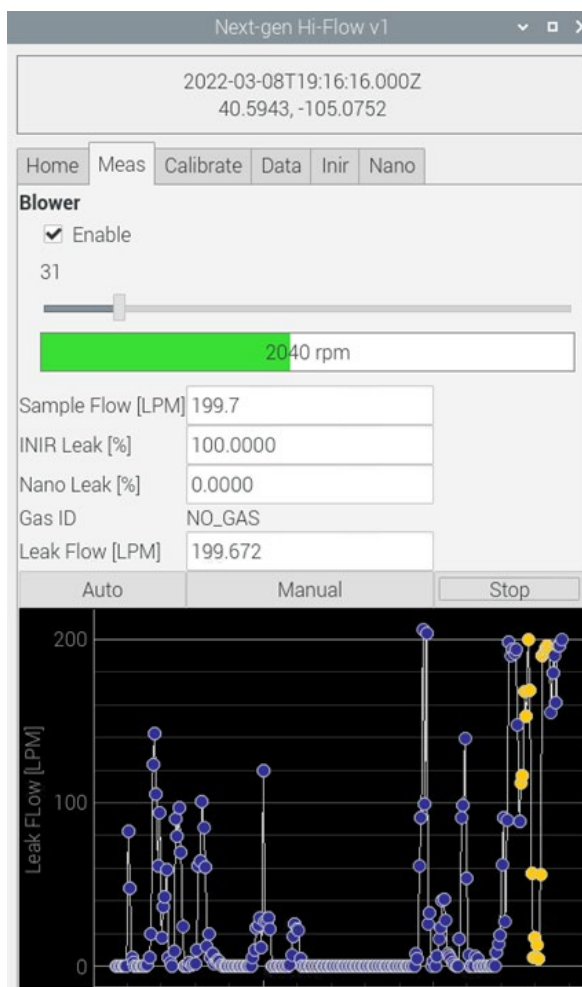 Next-gen Hi-Flow v1
2022-03-08T19:16:16.000Z
40.5943, -105.0752
Home Meas Calibrate Data Inir Nano
Blower
Enable
31
2040 rpm
Sample Flow [LPM] 199.7
INIR Leak [%] 100.0000
Nano Leak [%] 0.0000
Gas ID NO_GAS
Leak Flow [LPM] 199.672
Auto Manual Stop
Leak FLow [LPM]
200
100
0